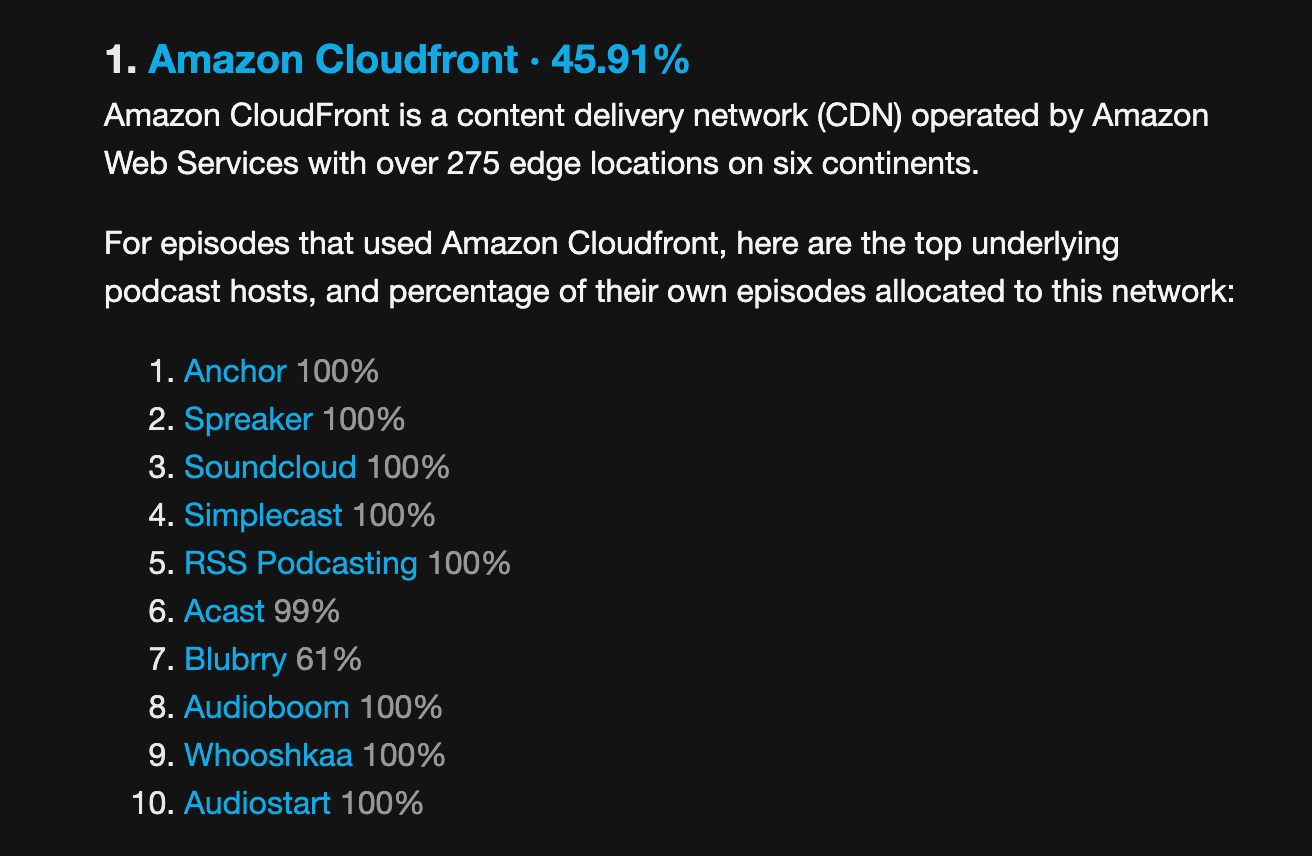 1. Amazon Cloudfront · 45.91%
Amazon CloudFront is a content delivery network (CDN) operated by Amazon
Web Services with over 275 edge locations on six continents.
For episodes that used Amazon Cloudfront, here are the top underlying
podcast hosts, and percentage of their own episodes allocated to this network:
1. Anchor 100%
2. Spreaker 100%
3. Soundcloud 100%
4. Simplecast 100%
5. RSS Podcasting 100%
6. Acast 99%
7. Blubrry 61%
8. Audioboom 100%
9. Whooshkaa 100%
10. Audiostart 100%